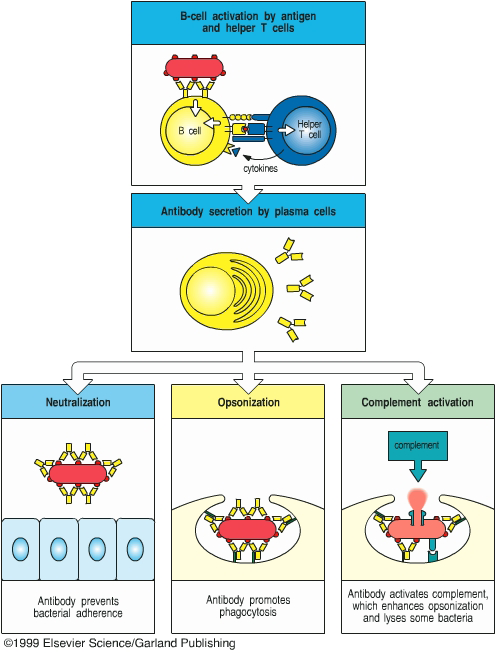 B-cell activation by antigen
and helper T cells
B cell
Helper
T cell
cytokines
Antibody secretion by plasma cells
Neutralization
Opsonization
Complement activation
complement
Antibody prevents
bacterial adherence
Antibody promotes
phagocytosis
Antibody activates complement,
which enhances opsonization
and lyses some bacteria
©1999 Elsevier Science/Garland Publishing